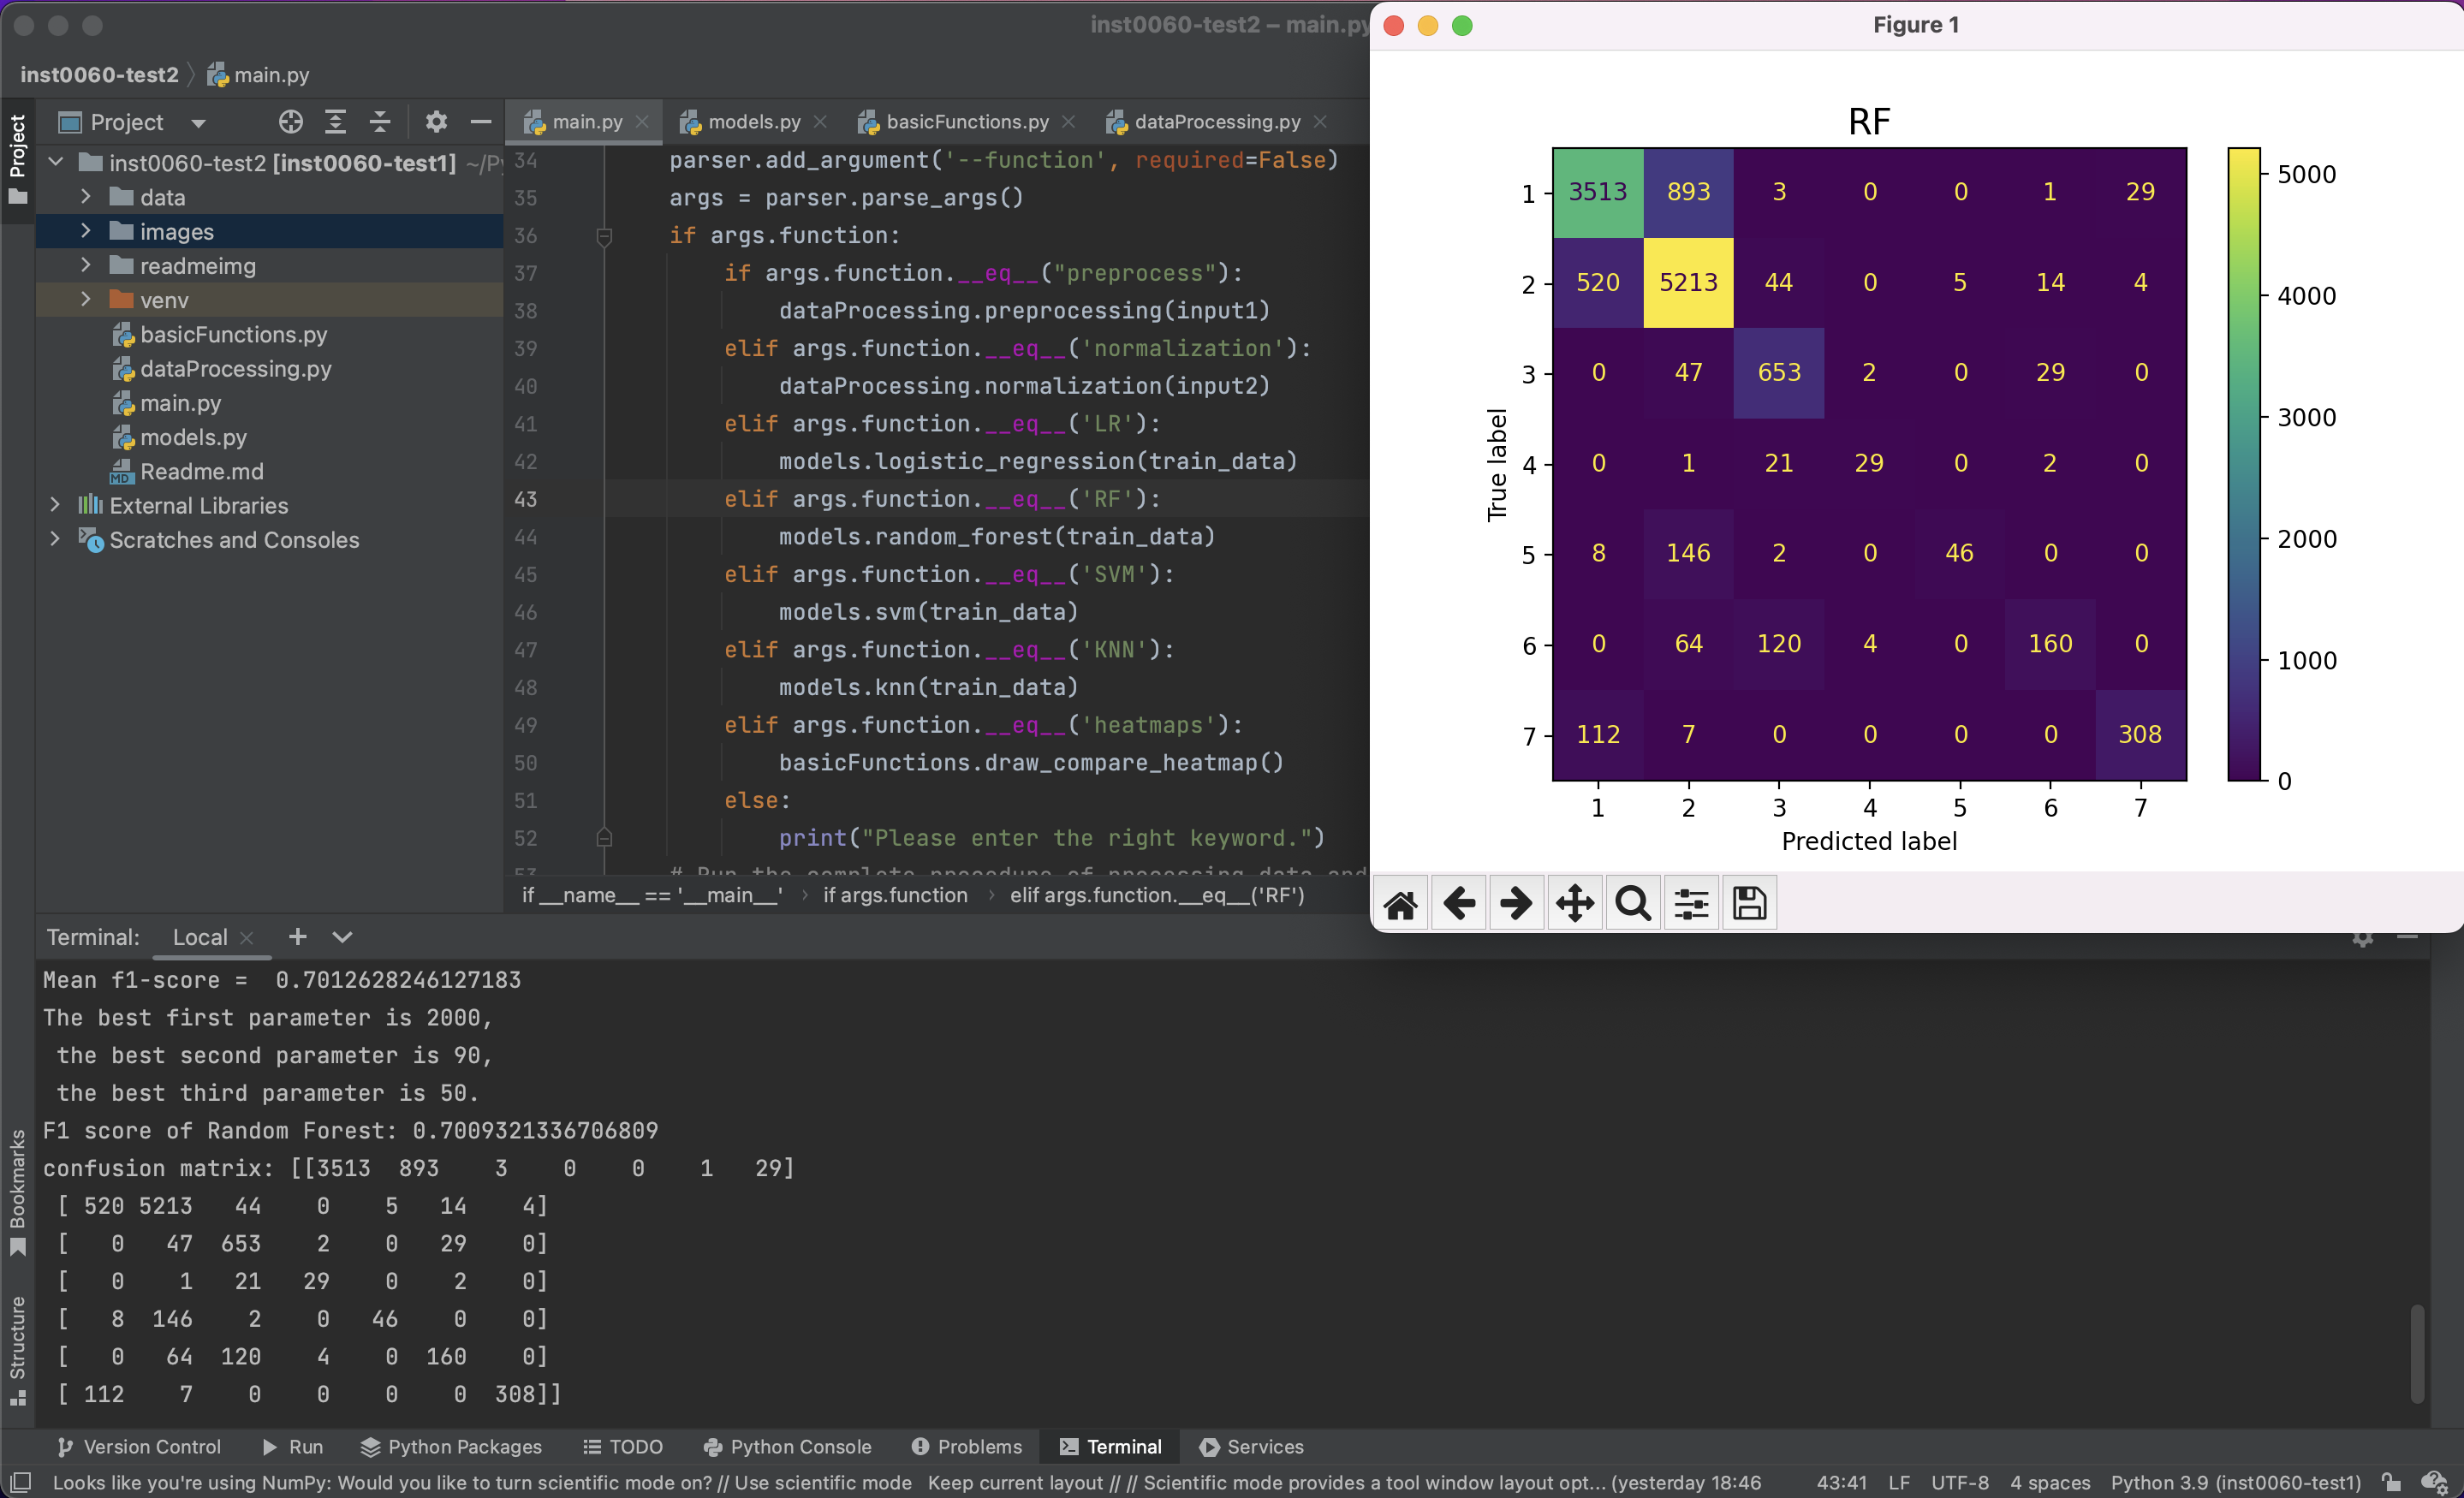 inst0060-test2 – main.py
inst0060-test2 main.py
Project
Project
inst0060-test2 [inst0060-test1] ~/Py
data
images
readmeimg
venv
basicFunctions.py
dataProcessing.py
main.py
models.py
Readme.md
External Libraries
Scratches and Consoles
main.py models.py basicFunctions.py dataProcessing.py
34 parser.add_argument('--function', required=False)
35 args = parser.parse_args()
36 if args.function:
37 if args.function.__eq__("preprocess"):
38 dataProcessing.preprocessing(input1)
39 elif args.function.__eq__('normalization'):
40 dataProcessing.normalization(input2)
41 elif args.function.__eq__('LR'):
42 models.logistic_regression(train_data)
43 elif args.function.__eq__('RF'):
44 models.random_forest(train_data)
45 elif args.function.__eq__('SVM'):
46 models.svm(train_data)
47 elif args.function.__eq__('KNN'):
48 models.knn(train_data)
49 elif args.function.__eq__('heatmaps'):
50 basicFunctions.draw_compare_heatmap()
51 else:
52 print("Please enter the right keyword.")
53 # Run the complete procedure of processing data and
if __name__ == '__main__' › if args.function › elif args.function.__eq__('RF')
Figure 1
RF
True label
1 3513 893 3 0 0 1 29
2 520 5213 44 0 5 14 4
3 0 47 653 2 0 29 0
4 0 1 21 29 0 2 0
5 8 146 2 0 46 0 0
6 0 64 120 4 0 160 0
7 112 7 0 0 0 0 308
1 2 3 4 5 6 7
Predicted label
5000
4000
3000
2000
1000
0
Terminal: Local
Mean f1-score =  0.7012628246127183
The best first parameter is 2000,
the best second parameter is 90,
the best third parameter is 50.
F1 score of Random Forest: 0.7009321336706809
confusion matrix: [[3513 893 3 0 0 1 29]
[ 520 5213 44 0 5 14 4]
[ 0 47 653 2 0 29 0]
[ 0 1 21 29 0 2 0]
[ 8 146 2 0 46 0 0]
[ 0 64 120 4 0 160 0]
[ 112 7 0 0 0 0 308]]
Bookmarks
Structure
Version Control Run Python Packages TODO Python Console Problems Terminal Services
Looks like you're using NumPy: Would you like to turn scientific mode on? // Use scientific mode Keep current layout // // Scientific mode provides a tool window layout opt... (yesterday 18:46 43:41 LF UTF-8 4 spaces Python 3.9 (inst0060-test1)